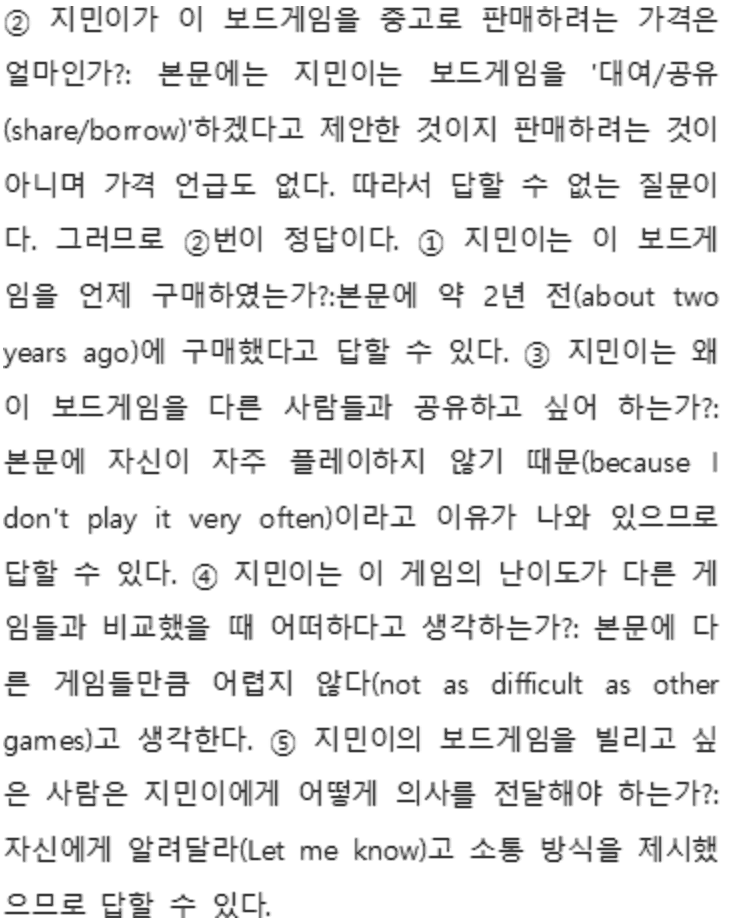 ② 지민이가 이 보드게임을 중고로 판매하려는 가격은
얼마인가?: 본문에는 지민이는 보드게임을 '대여/공유
(share/borrow)'하겠다고 제안한 것이지 판매하려는 것이
아니며 가격 언급도 없다. 따라서 답할 수 없는 질문이
다. 그러므로 ②번이 정답이다. ① 지민이는 이 보드게
임을 언제 구매하였는가?:본문에 약 2년 전(about two
years ago)에 구매했다고 답할 수 있다. ③ 지민이는 왜
이 보드게임을 다른 사람들과 공유하고 싶어 하는가?:
본문에 자신이 자주 플레이하지 않기 때문(because I
don't play it very often)이라고 이유가 나와 있으므로
답할 수 있다. ④ 지민이는 이 게임의 난이도가 다른 게
임들과 비교했을 때 어떠하다고 생각하는가?: 본문에 다
른 게임들만큼 어렵지 않다(not as difficult as other
games)고 생각한다. ⑤ 지민이의 보드게임을 빌리고 싶
은 사람은 지민이에게 어떻게 의사를 전달해야 하는가?:
자신에게 알려달라(Let me know)고 소통 방식을 제시했
으므로 답할 수 있다.